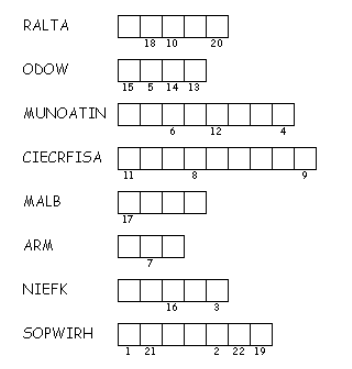 RALTA
18 10 20
ODOW
15 5 14 13
MUNOATIN
6 12 4
CIECRFISA
11 8 9
MALB
17
ARM
7
NIEFK
16 3
SOPWIRH
1 21 2 22 19